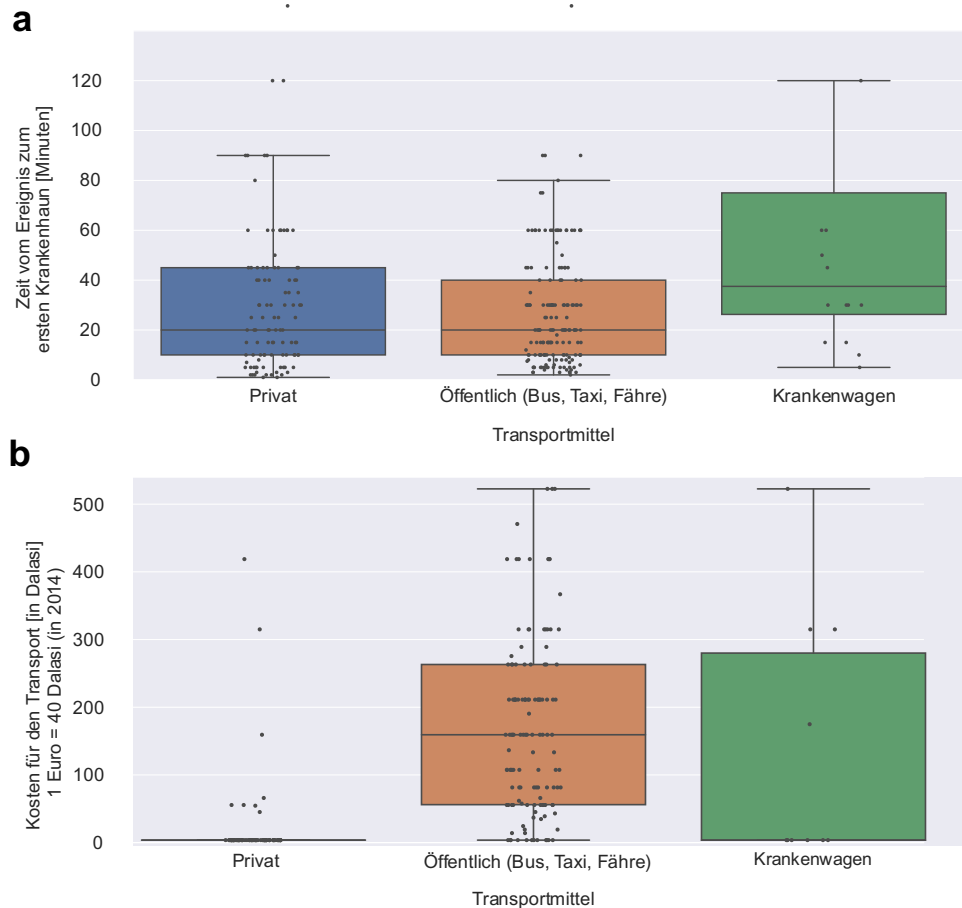 a
Zeit vom Ereignis zum
ersten Krankenhaun [Minuten]
120
100
80
60
40
20
0
Privat
Öffentlich (Bus, Taxi, Fähre)
Krankenwagen
Transportmittel
b
Kosten für den Transport [in Dalasi]
1 Euro = 40 Dalasi (in 2014)
500
400
300
200
100
0
Privat
Öffentlich (Bus, Taxi, Fähre)
Krankenwagen
Transportmittel